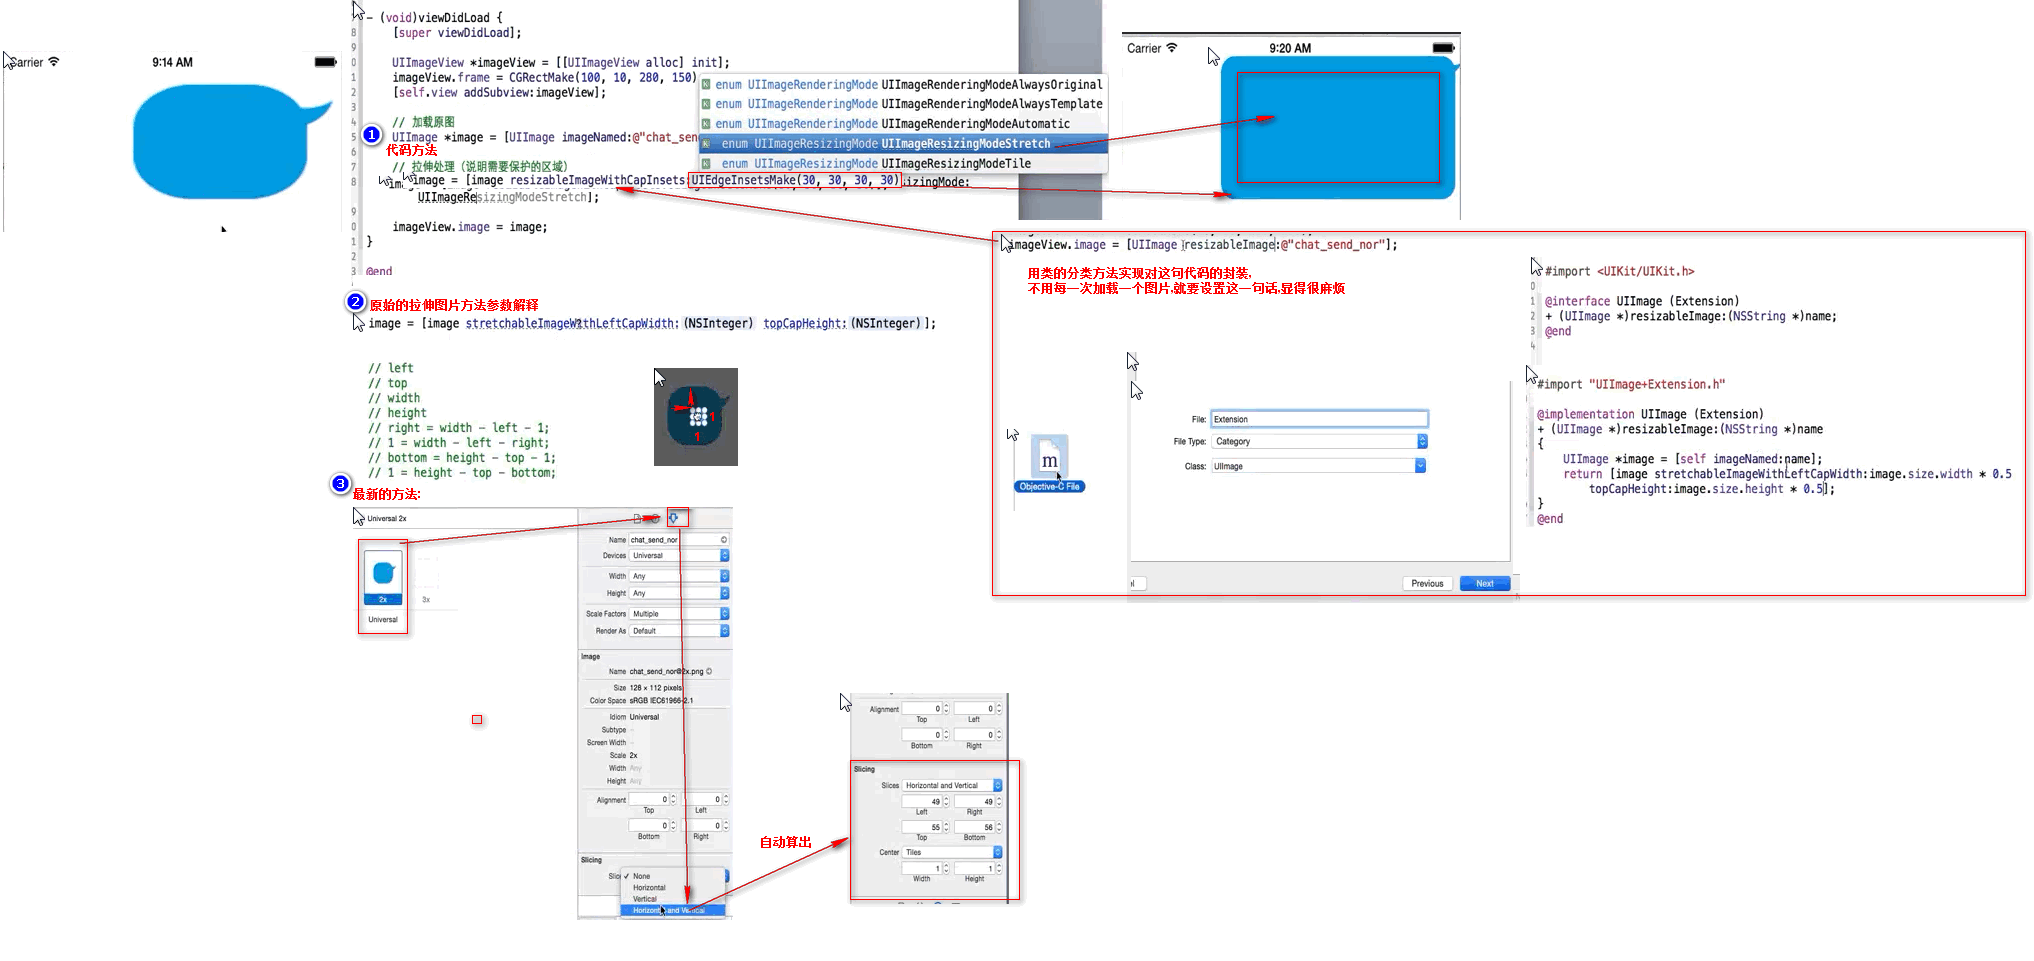 Carrier
9:14 AM
- (void)viewDidLoad {
[super viewDidLoad];
UIImageView *imageView = [[UIImageView alloc] init];
imageView.frame = CGRectMake(100, 10, 280, 150)
[self.view addSubview:imageView];
// 加载原图
UIImage *image = [UIImage imageNamed:@"chat_sen
1
代码方法
// 拉伸处理（说明需要保护的区域）
image = [image resizableImageWithCapInsets:UIEdgeInsetsMake(30, 30, 30, 30) izingMode:
UIImageResizingModeStretch];
imageView.image = image;
}
@end
enum UIImageRenderingMode UIImageRenderingModeAlwaysOriginal
enum UIImageRenderingMode UIImageRenderingModeAlwaysTemplate
enum UIImageRenderingMode UIImageRenderingModeAutomatic
enum UIImageResizingMode UIImageResizingModeStretch
enum UIImageResizingMode UIImageResizingModeTile
Carrier
9:20 AM
imageView.image = [UIImage resizableImage:@"chat_send_nor"];
用类的分类方法实现对这句代码的封装,
不用每一次加载一个图片,就要设置这一句话,显得很麻烦
m
Objective-C File
File: Extension
File Type: Category
Class: UIImage
Previous
Next
#import <UIKit/UIKit.h>
@interface UIImage (Extension)
+ (UIImage *)resizableImage:(NSString *)name;
@end
#import "UIImage+Extension.h"
@implementation UIImage (Extension)
+ (UIImage *)resizableImage:(NSString *)name
{
UIImage *image = [self imageNamed:name];
return [image stretchableImageWithLeftCapWidth:image.size.width * 0.5
topCapHeight:image.size.height * 0.5];
}
@end
2
原始的拉伸图片方法参数解释
image = [image stretchableImageWithLeftCapWidth:(NSInteger) topCapHeight:(NSInteger)];
// left
// top
// width
// height
// right = width - left - 1;
// 1 = width - left - right;
// bottom = height - top - 1;
// 1 = height - top - bottom;
1
1
3
最新的方法:
Universal 2x
2x
3x
Universal
Name chat_send_nor
Devices Universal
Width Any
Height Any
Scale Factors Multiple
Render As Default
Image
Name chat_send_nor@2x.png
Size 128 × 112 pixels
Color Space sRGB IEC61966-2.1
Idiom Universal
Subtype -
Screen Width -
Scale 2x
Width Any
Height Any
Alignment 0 0
Top Left
0 0
Bottom Right
Slicing
Slic
✓ None
Horizontal
Vertical
Horizontal and Vertical
自动算出
Alignment 0 0
Top Left
0 0
Bottom Right
Slicing
Slices Horizontal and Vertical
49 49
Left Right
55 56
Top Bottom
Center Tiles
1 1
Width Height